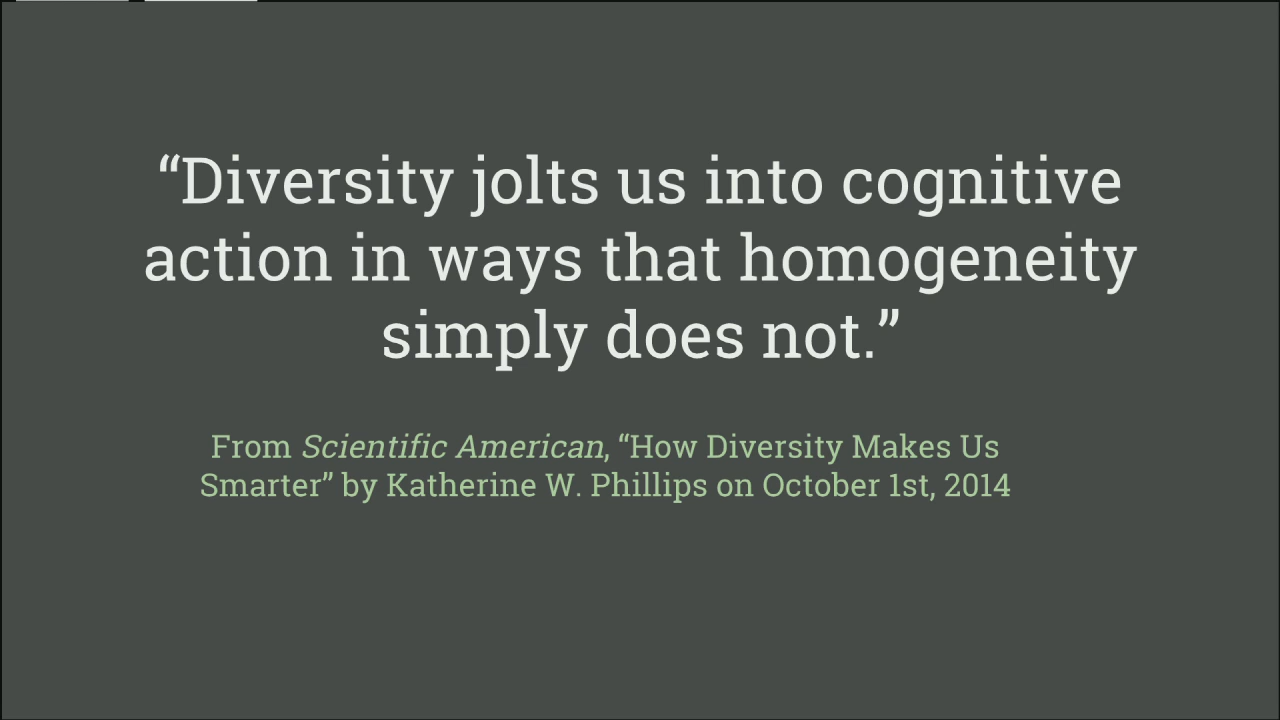 “Diversity jolts us into cognitive
action in ways that homogeneity
simply does not.”
From Scientific American, “How Diversity Makes Us
Smarter” by Katherine W. Phillips on October 1st, 2014